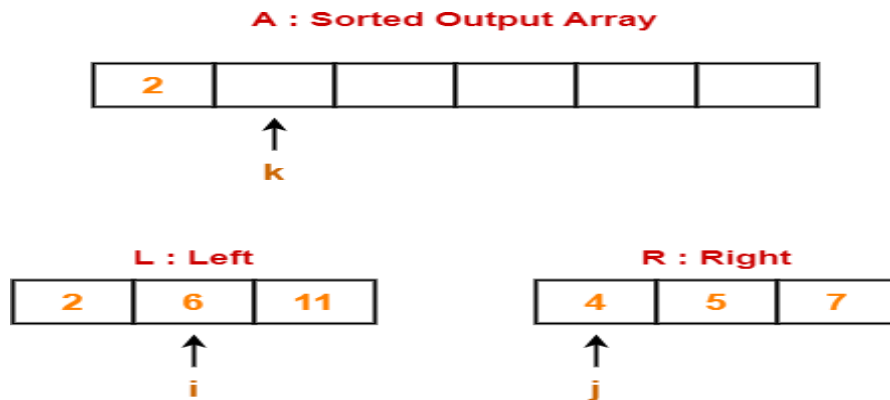 A : Sorted Output Array
2
k
L : Left
2 6 11
i
R : Right
4 5 7
j